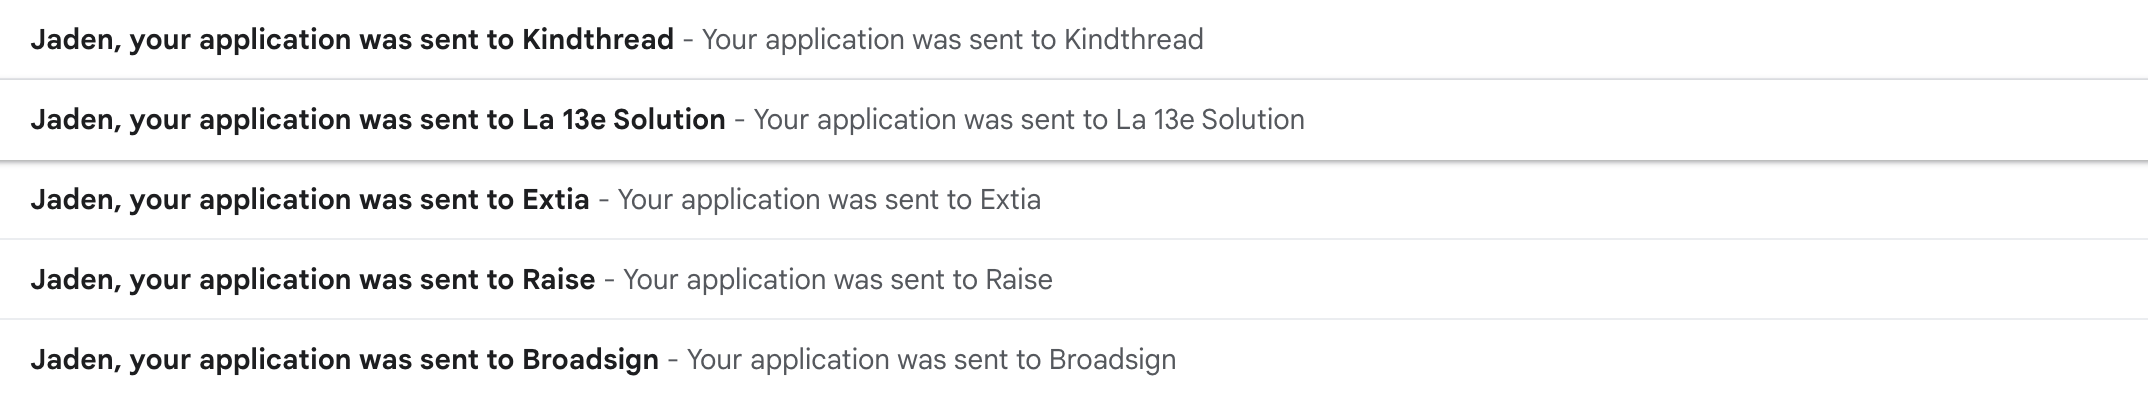 Jaden, your application was sent to Kindthread - Your application was sent to Kindthread
Jaden, your application was sent to La 13e Solution - Your application was sent to La 13e Solution
Jaden, your application was sent to Extia - Your application was sent to Extia
Jaden, your application was sent to Raise - Your application was sent to Raise
Jaden, your application was sent to Broadsign - Your application was sent to Broadsign